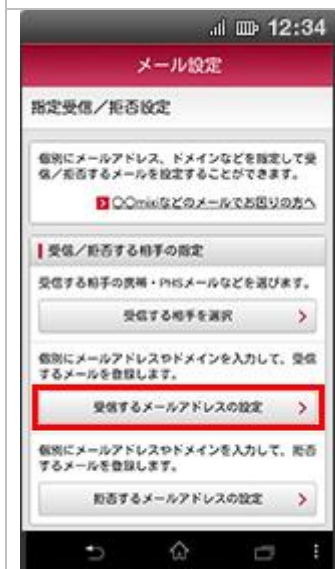 12:34
メール設定
指定受信/拒否設定
個別にメールアドレス、ドメインなどを指定して受
信/拒否するメールを設定することができます。
○○mixiなどのメールでお困りの方へ
受信/拒否する相手の指定
受信する相手の携帯・PHSメールなどを選びます。
受信する相手を選択
個別にメールアドレスやドメインを入力して、受信
するメールを登録します。
受信するメールアドレスの設定
個別にメールアドレスやドメインを入力して、拒否
するメールを登録します。
拒否するメールアドレスの設定